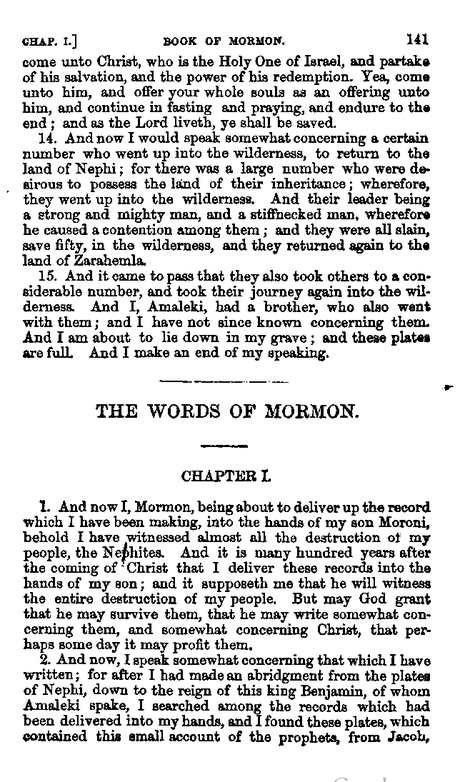 CHAP. I.] BOOK OF MORMON. 141
come unto Christ, who is the Holy One of Israel, and partake
of his salvation, and the power of his redemption. Yea, come
unto him, and offer your whole souls as an offering unto
him, and continue in fasting and praying, and endure to the
end; and as the Lord liveth, ye shall be saved.
14. And now I would speak somewhat concerning a certain
number who went up into the wilderness, to return to the
land of Nephi; for there was a large number who were de-
sirous to possess the land of their inheritance; wherefore,
they went up into the wilderness. And their leader being
a strong and mighty man, and a stiffnecked man, wherefore
he caused a contention among them; and they were all slain,
save fifty, in the wilderness, and they returned again to the
land of Zarahemla.
15. And it came to pass that they also took others to a con-
siderable number, and took their journey again into the wil-
derness. And I, Amaleki, had a brother, who also went
with them; and I have not since known concerning them.
And I am about to lie down in my grave; and these plates
are full. And I make an end of my speaking.
THE WORDS OF MORMON.
CHAPTER I.
1. And now I, Mormon, being about to deliver up the record
which I have been making, into the hands of my son Moroni,
behold I have witnessed almost all the destruction of my
people, the Nephites. And it is many hundred years after
the coming of Christ that I deliver these records into the
hands of my son; and it supposeth me that he will witness
the entire destruction of my people. But may God grant
that he may survive them, that he may write somewhat con-
cerning them, and somewhat concerning Christ, that per-
haps some day it may profit them.
2. And now, I speak somewhat concerning that which I have
written; for after I had made an abridgment from the plates
of Nephi, down to the reign of this king Benjamin, of whom
Amaleki spake, I searched among the records which had
been delivered into my hands, and I found these plates, which
contained this small account of the prophets, from Jacob,